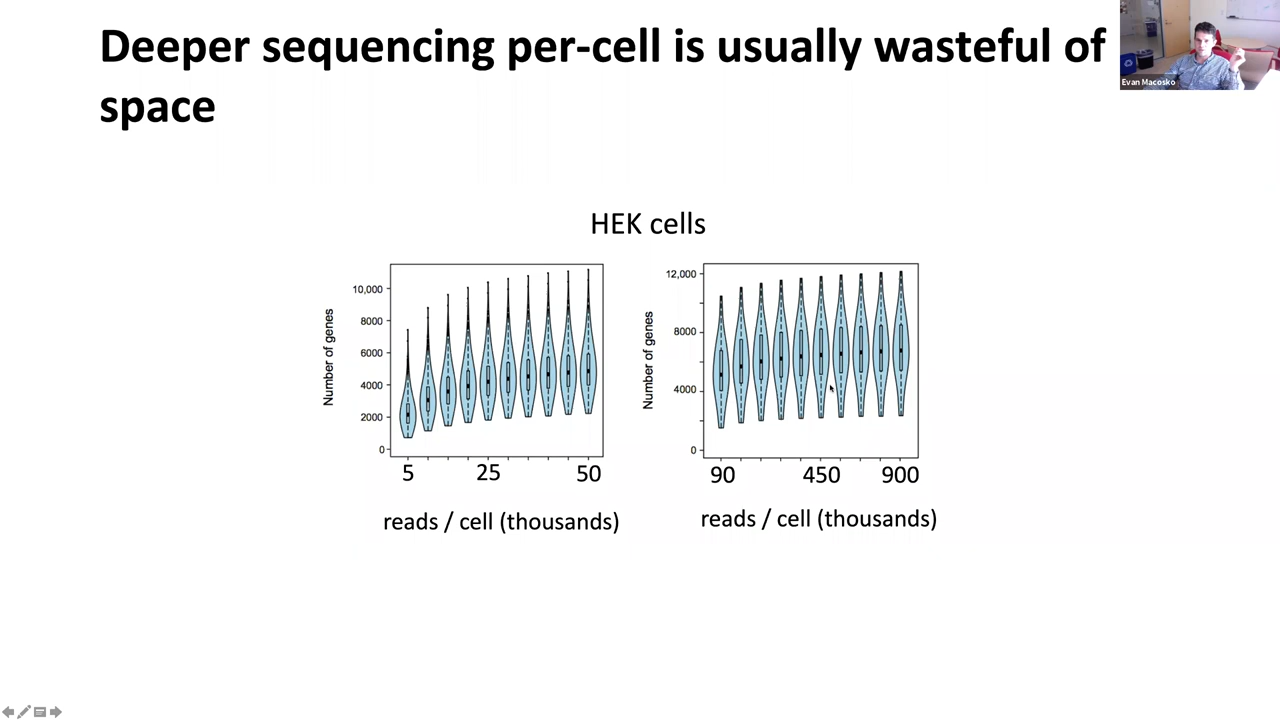 Deeper sequencing per-cell is usually wasteful of
space
Evan Macosko
HEK cells
Number of genes
10,000
8000
6000
4000
2000
0
5 25 50
reads / cell (thousands)
Number of genes
12,000
8000
4000
0
90 450 900
reads / cell (thousands)